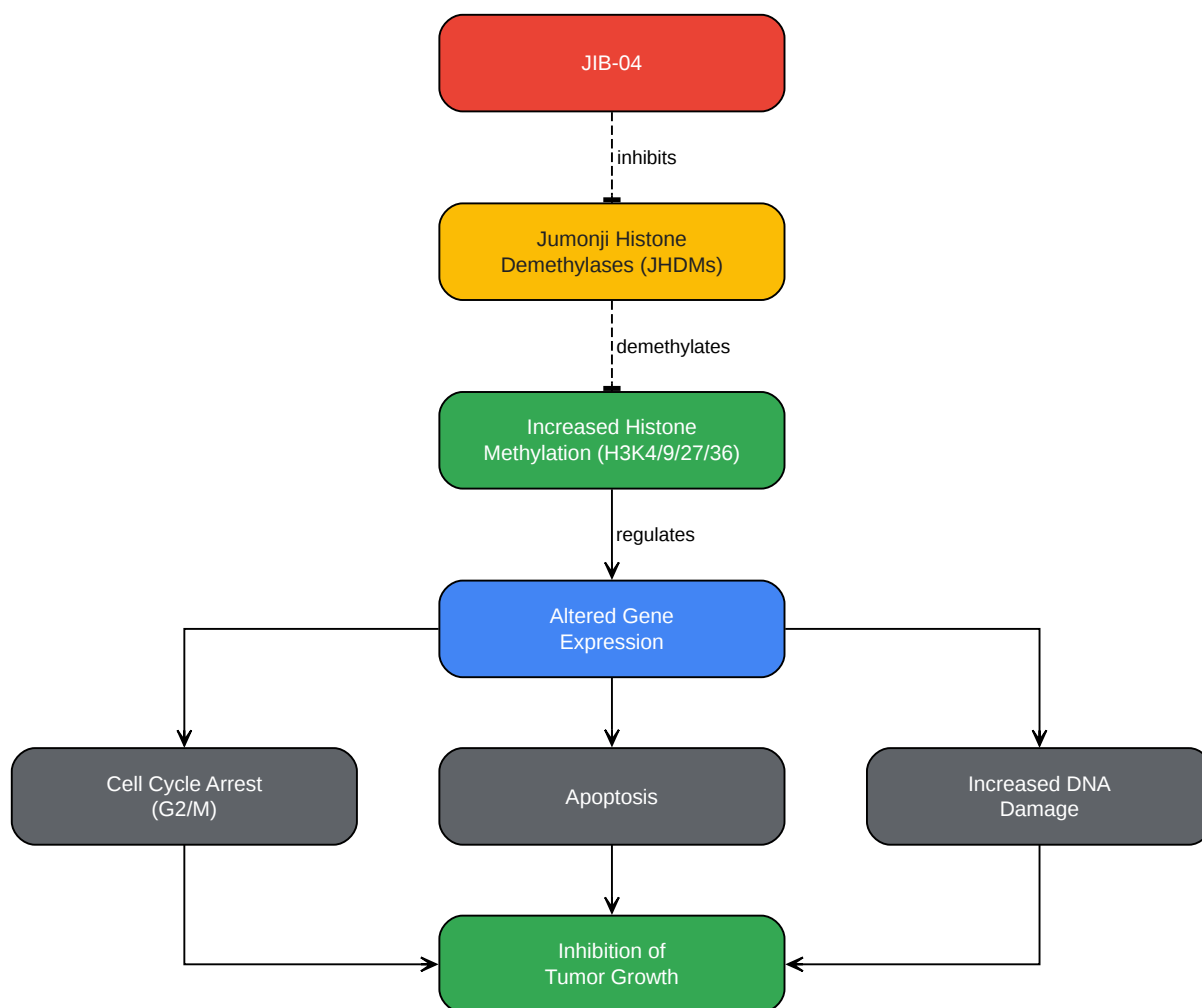 JIB-04
inhibits
Jumonji Histone
Demethylases (JHDMs)
demethylates
Increased Histone
Methylation (H3K4/9/27/36)
regulates
Altered Gene
Expression
Cell Cycle Arrest
(G2/M)
Apoptosis
Increased DNA
Damage
Inhibition of
Tumor Growth